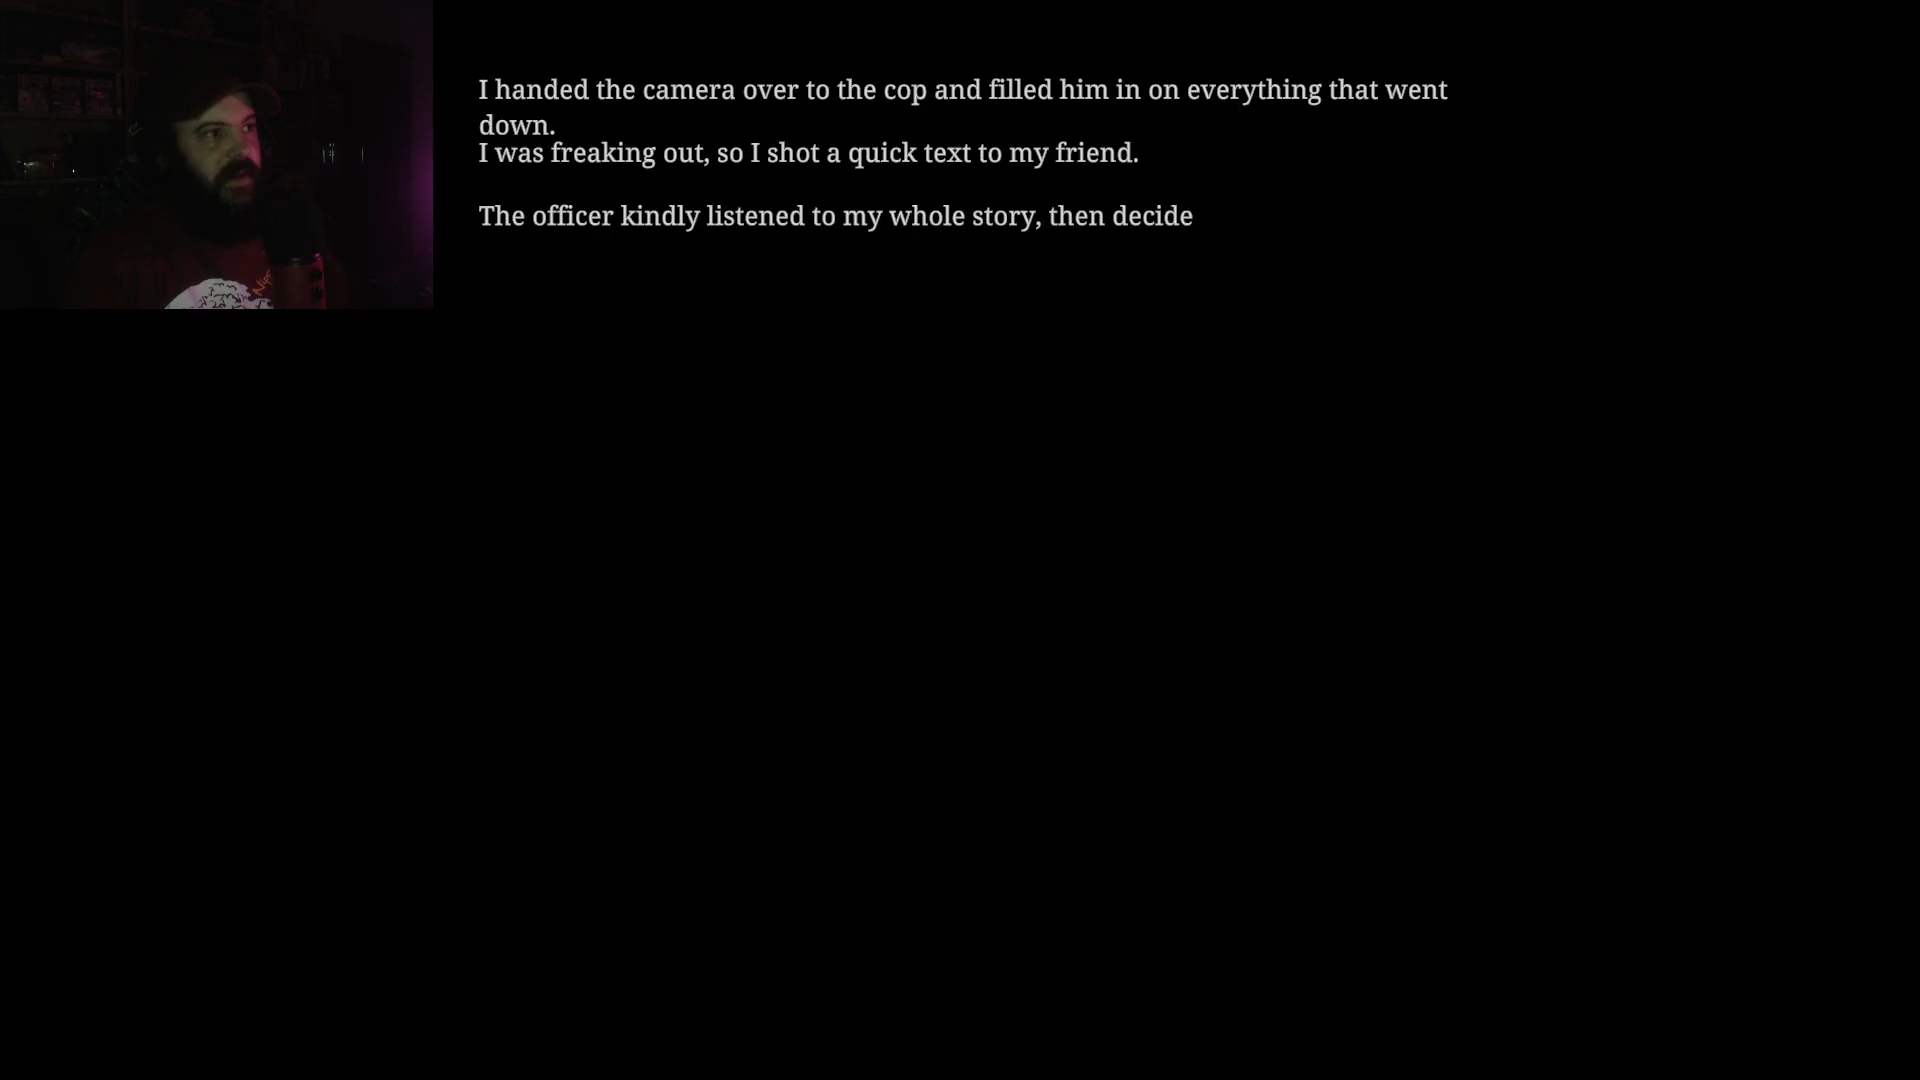 I handed the camera over to the cop and filled him in on everything that went
down.
I was freaking out, so I shot a quick text to my friend.
The officer kindly listened to my whole story, then decide